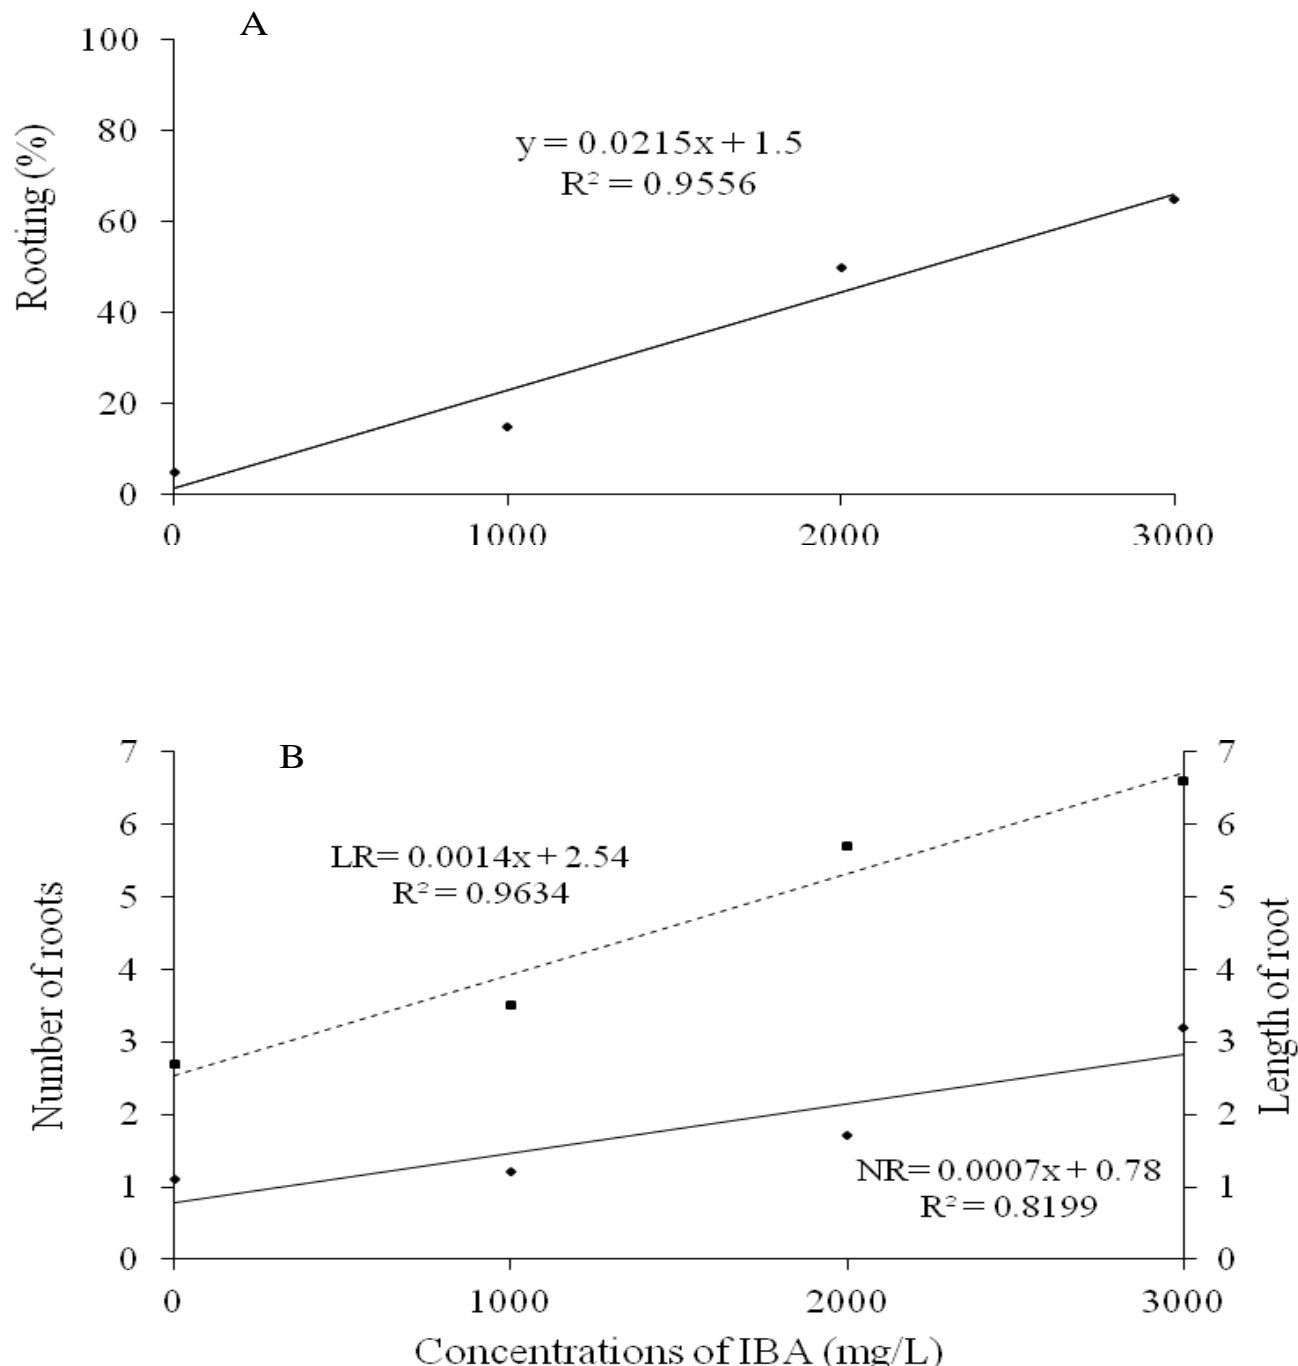 A
100
80
60
40
20
0
Rooting (%)
y = 0.0215x + 1.5
R² = 0.9556
0 1000 2000 3000
B
7
6
5
4
3
2
1
0
Number of roots
LR= 0.0014x + 2.54
R² = 0.9634
NR= 0.0007x + 0.78
R² = 0.8199
7
6
5
4
3
2
1
0
Length of root
0 1000 2000 3000
Concentrations of IBA (mg/L)